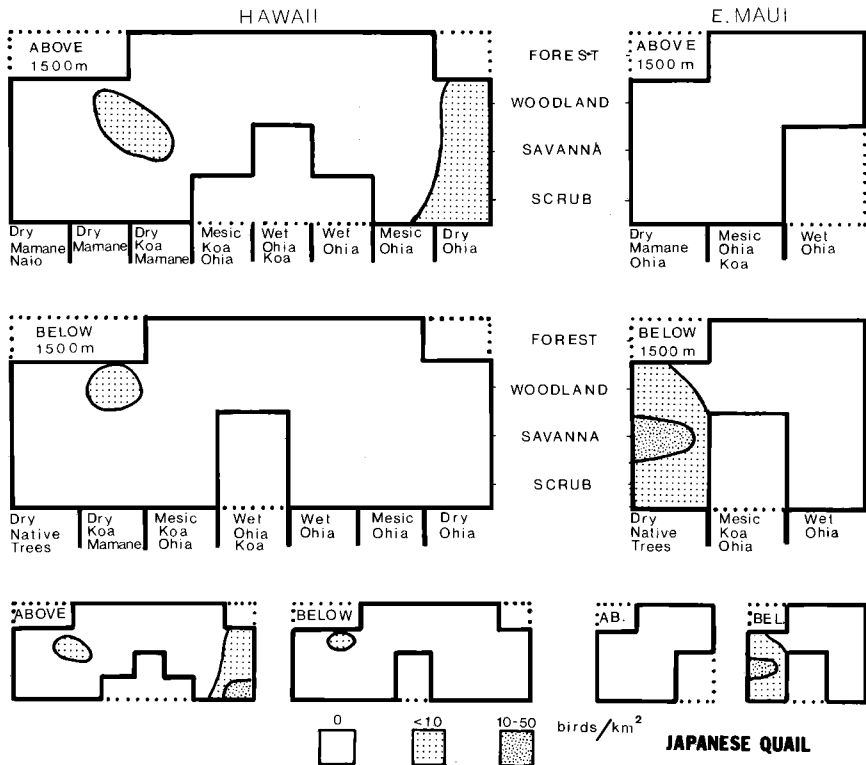 HAWAII
E. MAUI
ABOVE
1500m
FOREST
WOODLAND
SAVANNA
SCRUB
ABOVE
1500m
Dry Mamane Naio
Dry Mamane
Dry Koa Mamane
Mesic Koa Ohia
Wet Ohia Koa
Wet Ohia
Mesic Ohia
Dry Ohia
Dry Mamane Ohia
Mesic Ohia Koa
Wet Ohia
BELOW
1500m
FOREST
WOODLAND
SAVANNA
SCRUB
BELOW
1500m
Dry Native Trees
Dry Koa Mamane
Mesic Koa Ohia
Wet Ohia Koa
Wet Ohia
Mesic Ohia
Dry Ohia
Dry Native Trees
Mesic Koa Ohia
Wet Ohia
ABOVE
BELOW
AB.
BEL.
0
<10
10-50
birds/km²
JAPANESE QUAIL